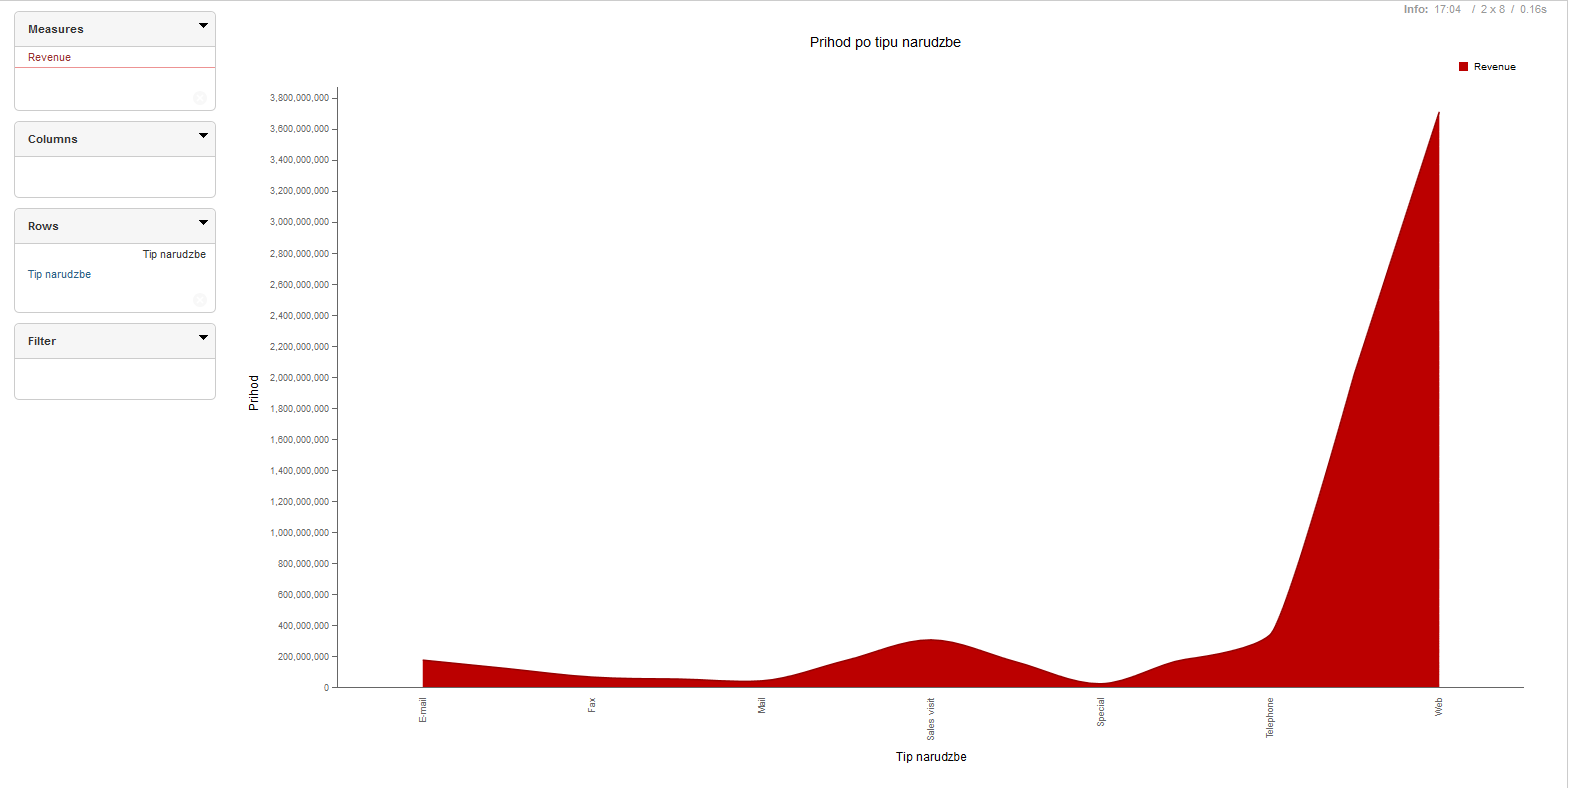 Info: 17:04 / 2 x 8 / 0.16s
Measures
Revenue
Columns
Rows
Tip narudzbe
Tip narudzbe
Filter
Prihod po tipu narudzbe
Revenue
3,800,000,000
3,600,000,000
3,400,000,000
3,200,000,000
3,000,000,000
2,800,000,000
2,600,000,000
2,400,000,000
2,200,000,000
2,000,000,000
1,800,000,000
1,600,000,000
1,400,000,000
1,200,000,000
1,000,000,000
800,000,000
600,000,000
400,000,000
200,000,000
0
Prihod
E-mail
Fax
Mail
Sales visit
Special
Telephone
Web
Tip narudzbe